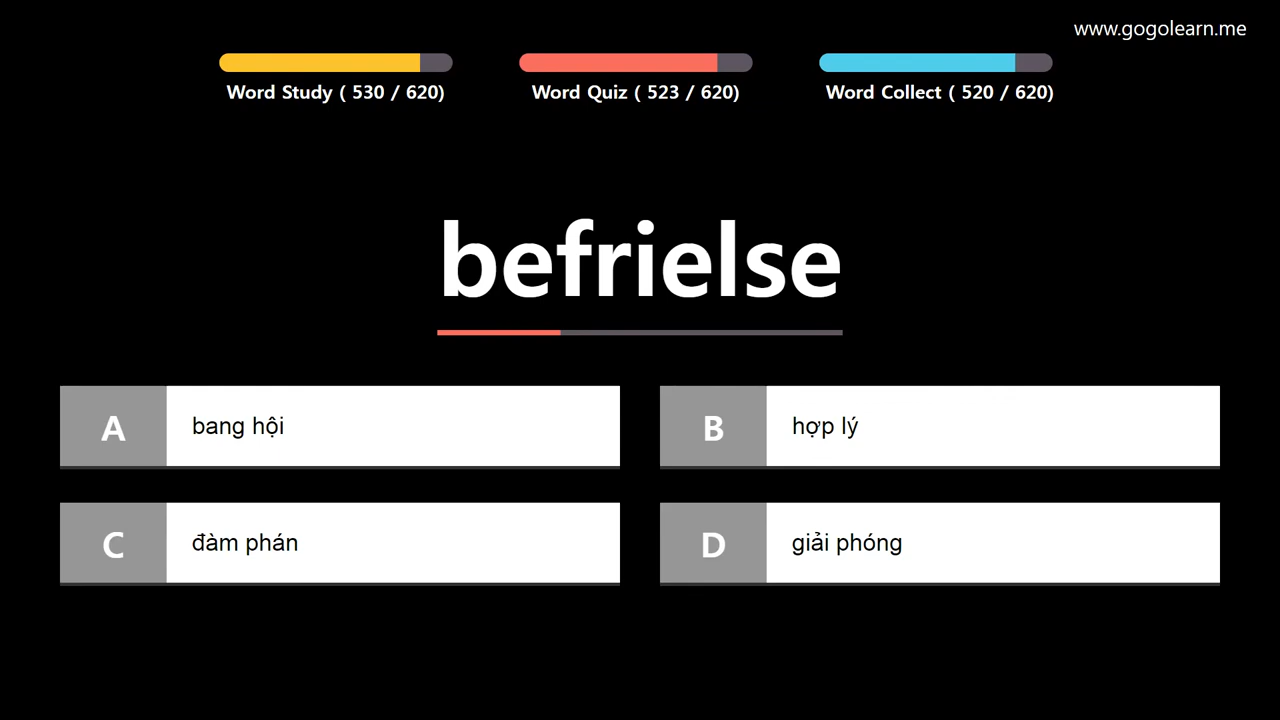 www.gogolearn.me
Word Study ( 530 / 620)
Word Quiz ( 523 / 620)
Word Collect ( 520 / 620)
befrielse
A
bang hội
B
hợp lý
C
đàm phán
D
giải phóng